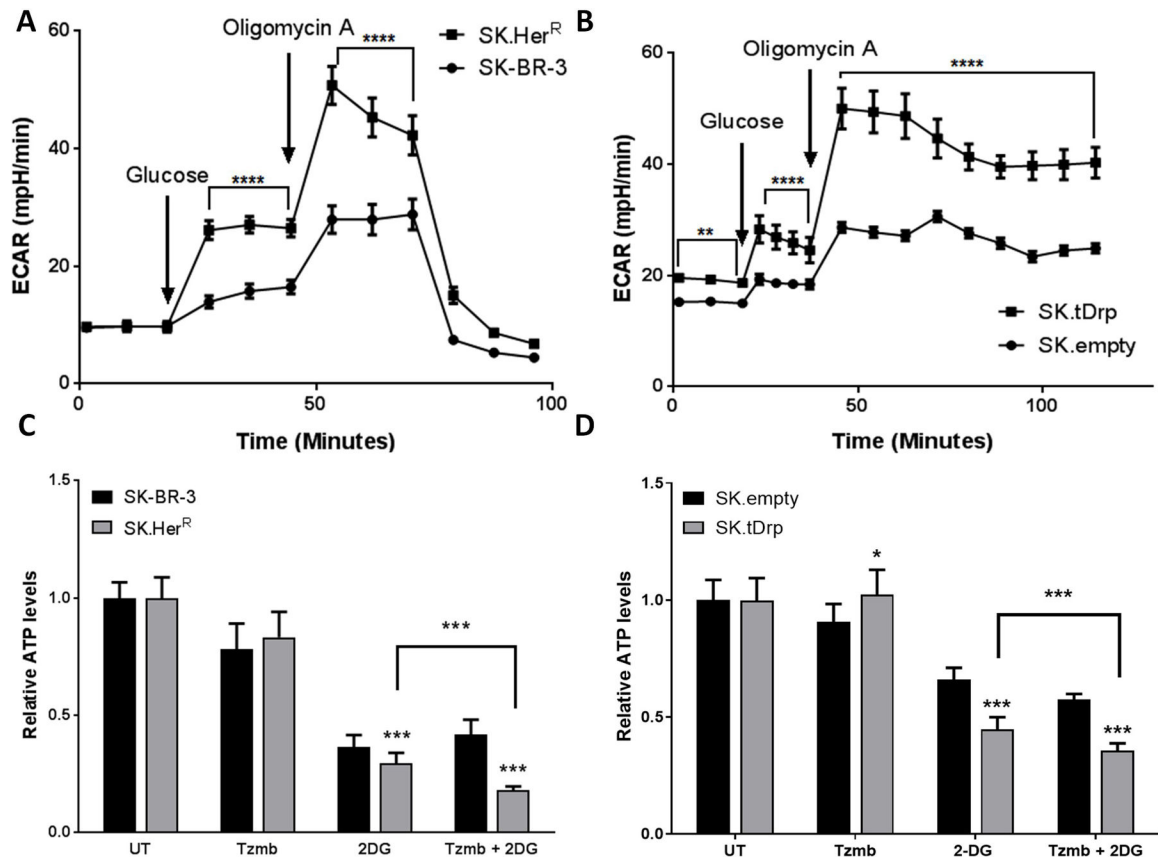 A
ECAR (mpH/min)
60
40
20
0
0
50
100
Time (Minutes)
Glucose
Oligomycin A
****
****
SK.Her^R
SK-BR-3
B
ECAR (mpH/min)
60
40
20
0
0
50
100
Time (Minutes)
**
Glucose
****
Oligomycin A
****
SK.tDrp
SK.empty
C
Relative ATP levels
1.5
1.0
0.5
0.0
SK-BR-3
SK.Her^R
***
***
***
UT
Tzmb
2DG
Tzmb + 2DG
D
Relative ATP levels
1.5
1.0
0.5
0.0
SK.empty
SK.tDrp
*
***
***
***
UT
Tzmb
2-DG
Tzmb + 2DG